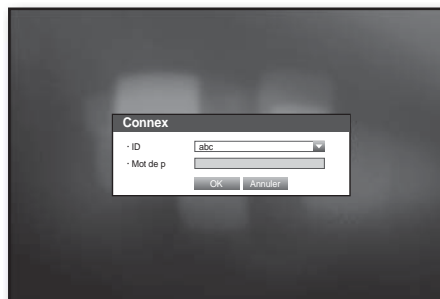 Connex
· ID
abc
· Mot de p
OK
Annuler